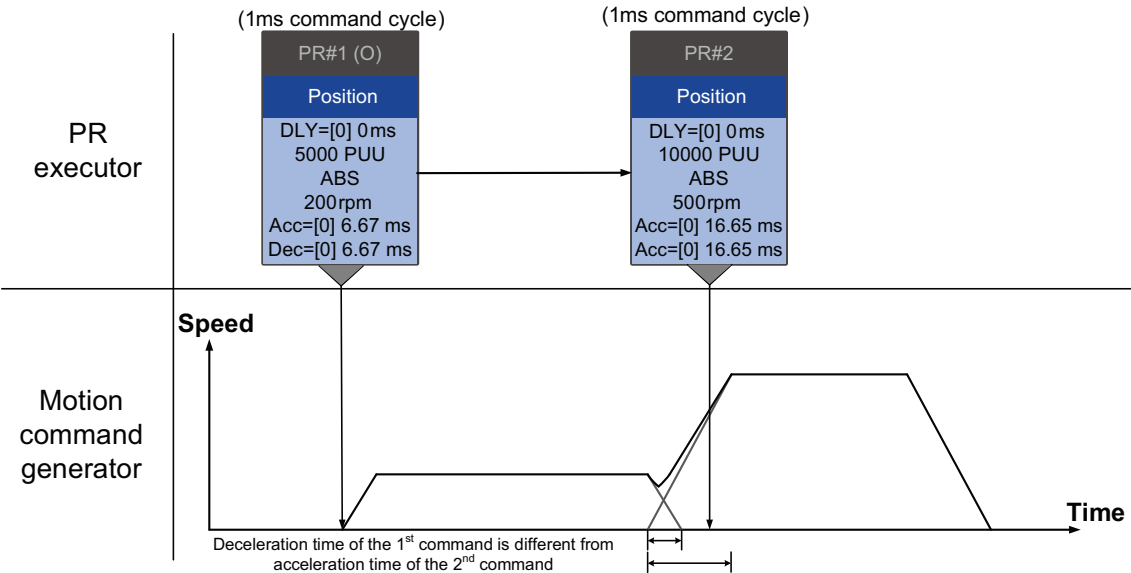 (1ms command cycle)
(1ms command cycle)
PR#1 (O)
Position
DLY=[0] 0ms
5000 PUU
ABS
200rpm
Acc=[0] 6.67 ms
Dec=[0] 6.67 ms
PR#2
Position
DLY=[0] 0ms
10000 PUU
ABS
500rpm
Acc=[0] 16.65 ms
Acc=[0] 16.65 ms
PR
executor
Speed
Motion
command
generator
Time
Deceleration time of the 1st command is different from
acceleration time of the 2nd command